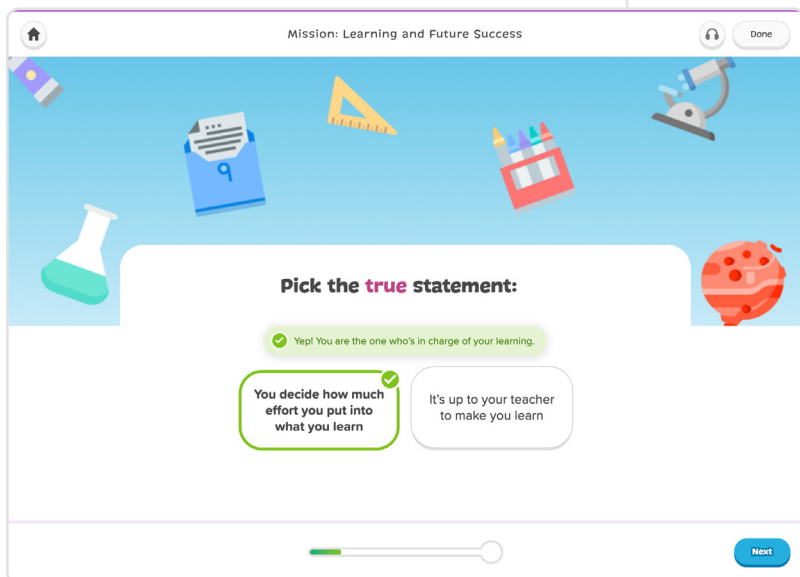 Mission: Learning and Future Success
Done
9
Pick the true statement:
Yep! You are the one who's in charge of your learning.
You decide how much
effort you put into
what you learn
It's up to your teacher
to make you learn
Next